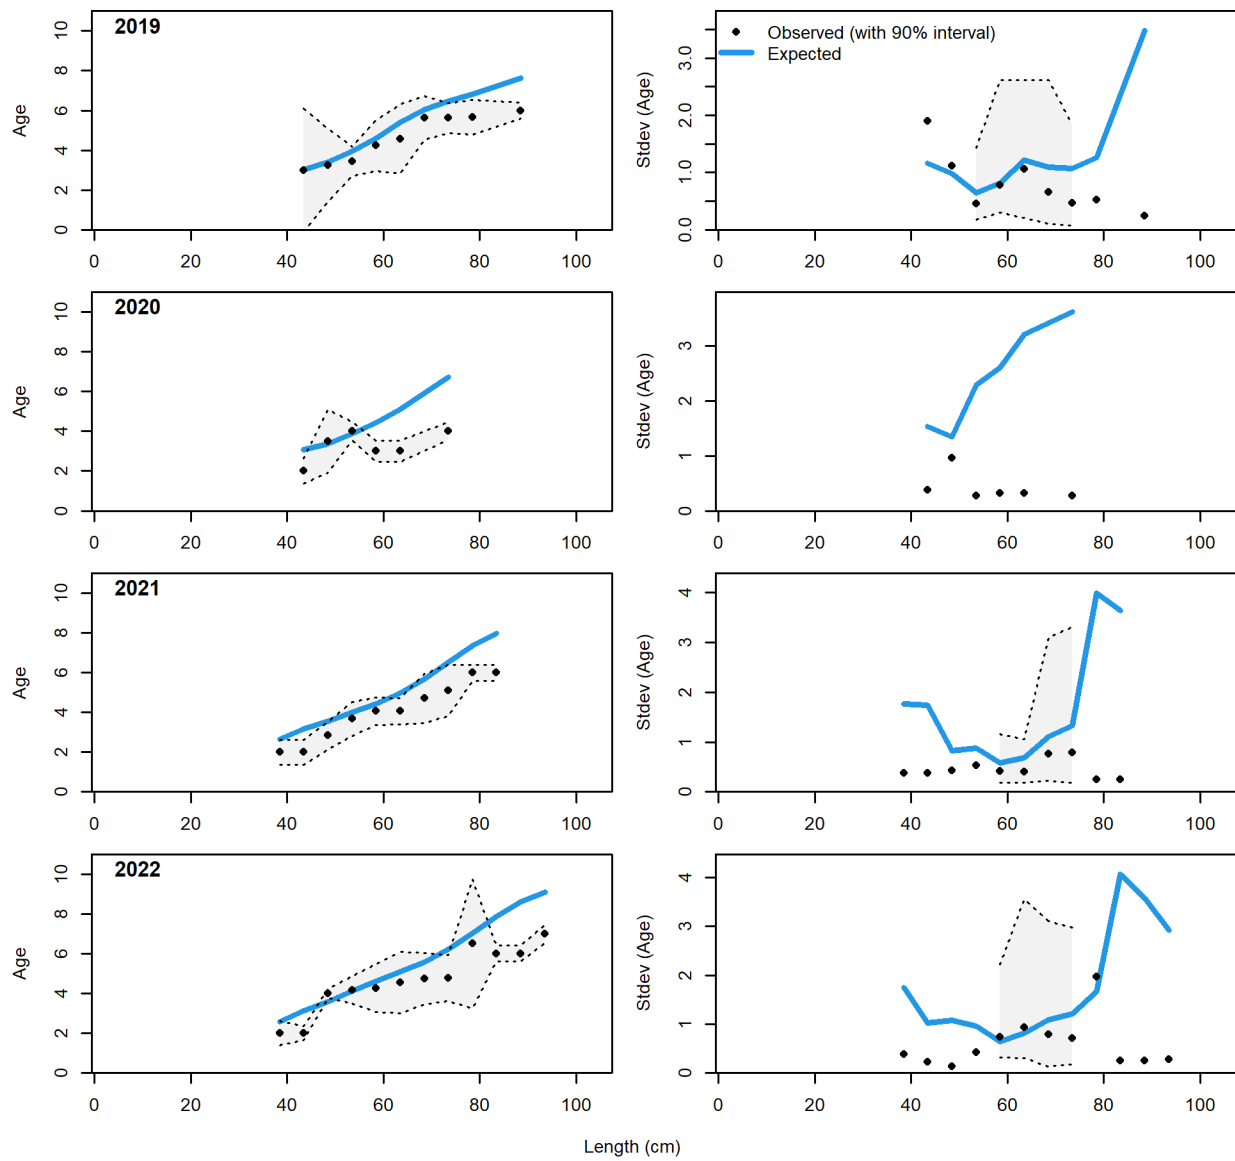 2019
Observed (with 90% interval)
Expected
Age
0 2 4 6 8 10
0 20 40 60 80 100
Stdev (Age)
0.0 1.0 2.0 3.0
0 20 40 60 80 100
2020
Age
0 2 4 6 8 10
0 20 40 60 80 100
Stdev (Age)
0 1 2 3
0 20 40 60 80 100
2021
Age
0 2 4 6 8 10
0 20 40 60 80 100
Stdev (Age)
0 1 2 3 4
0 20 40 60 80 100
2022
Age
0 2 4 6 8 10
0 20 40 60 80 100
Stdev (Age)
0 1 2 3 4
0 20 40 60 80 100
Length (cm)